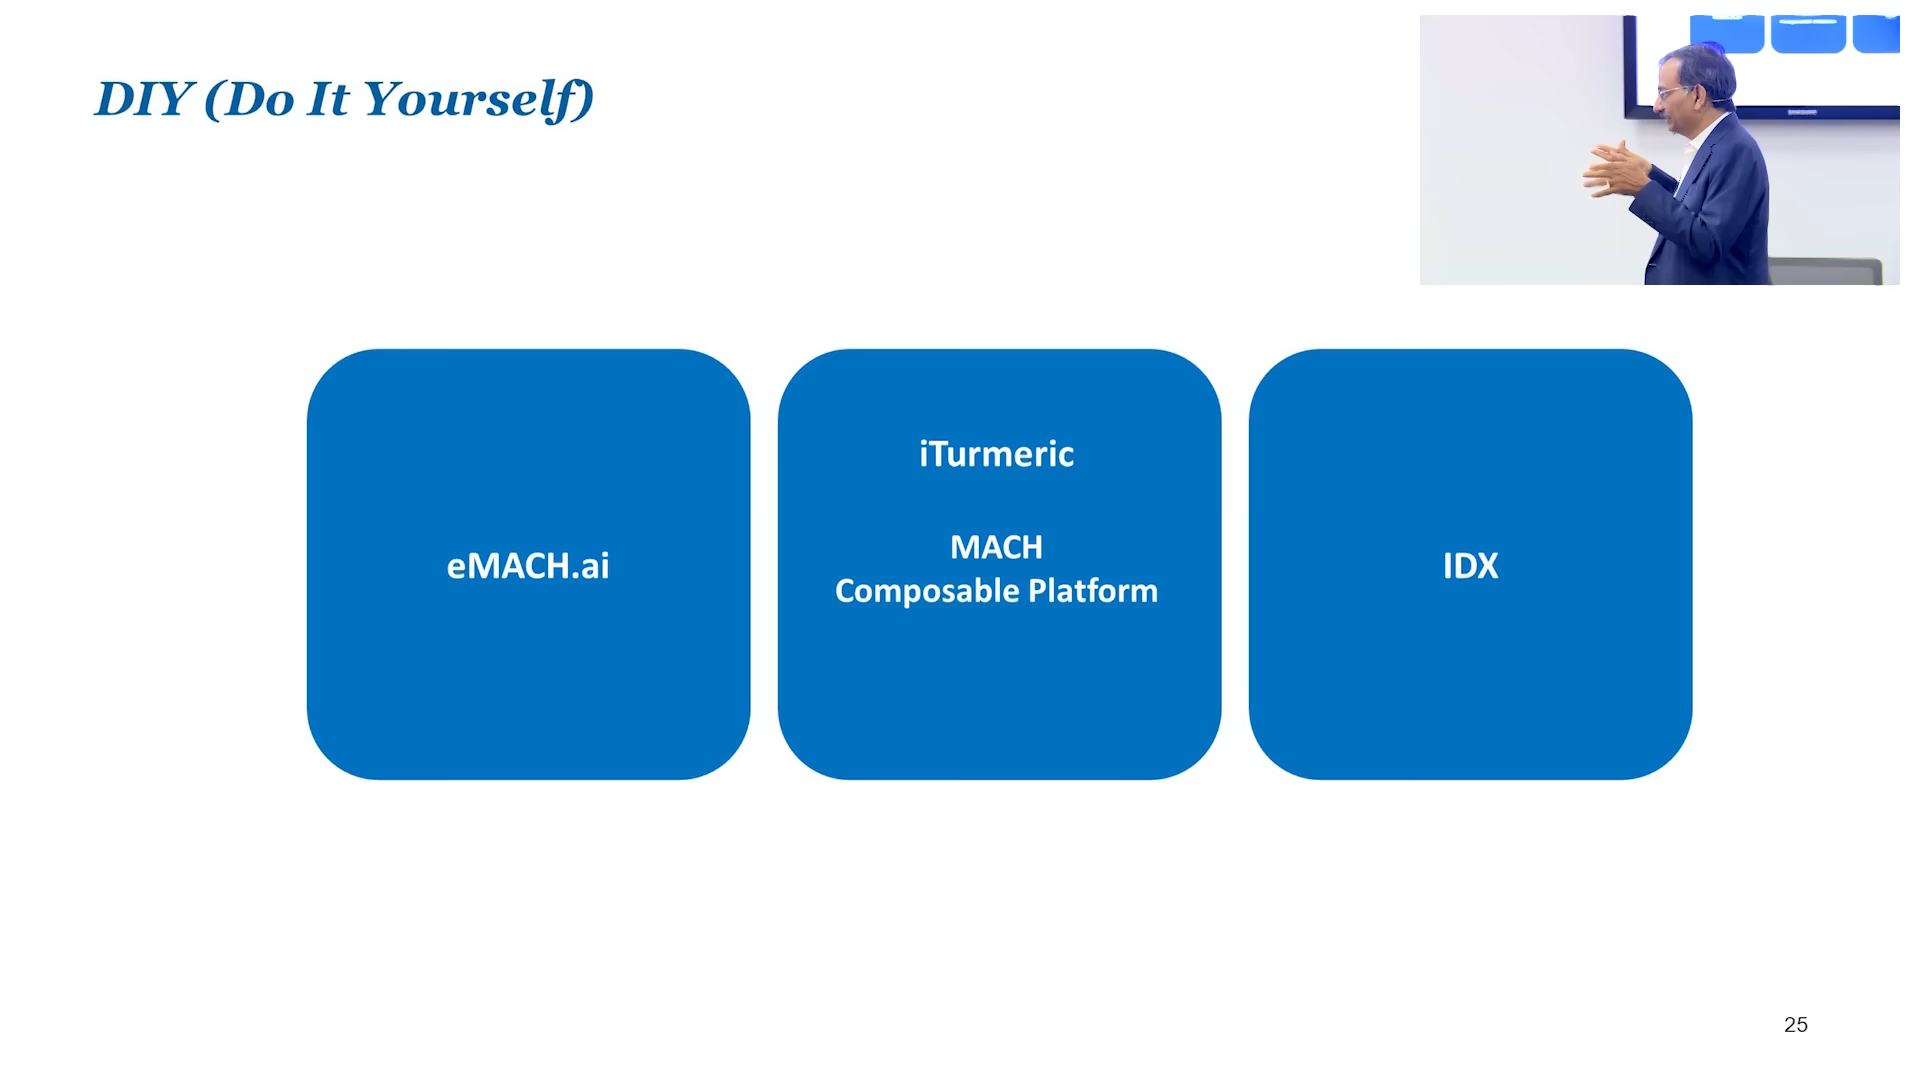 DIY (Do It Yourself)
eMACH.ai
iTurmeric
MACH
Composable Platform
IDX
25